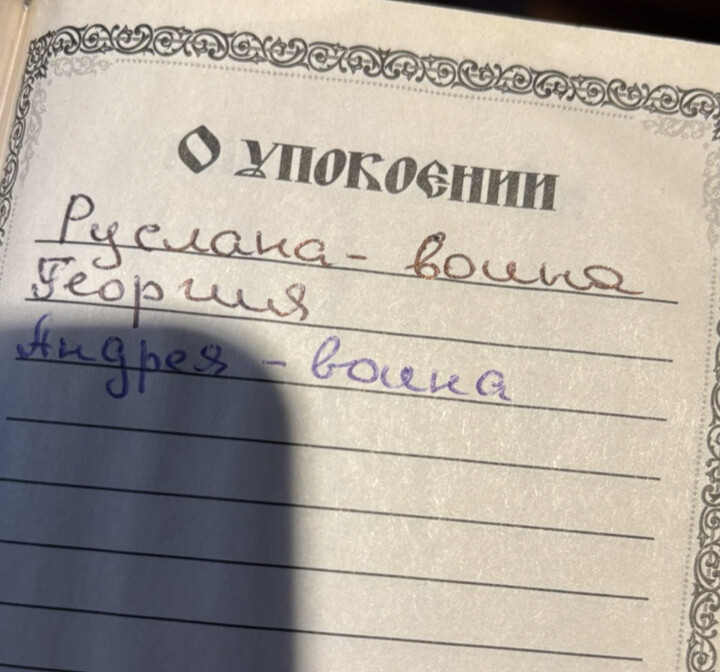 О упокоении
Руслана - воина
Георгия
Андрея - воина